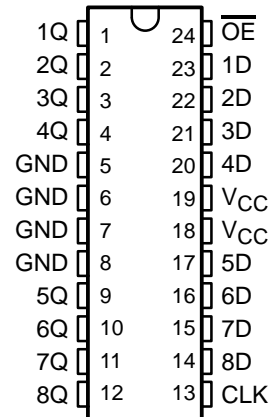 1Q 1 24 O̅E̅
2Q 2 23 1D
3Q 3 22 2D
4Q 4 21 3D
GND 5 20 4D
GND 6 19 VCC
GND 7 18 VCC
GND 8 17 5D
5Q 9 16 6D
6Q 10 15 7D
7Q 11 14 8D
8Q 12 13 CLK